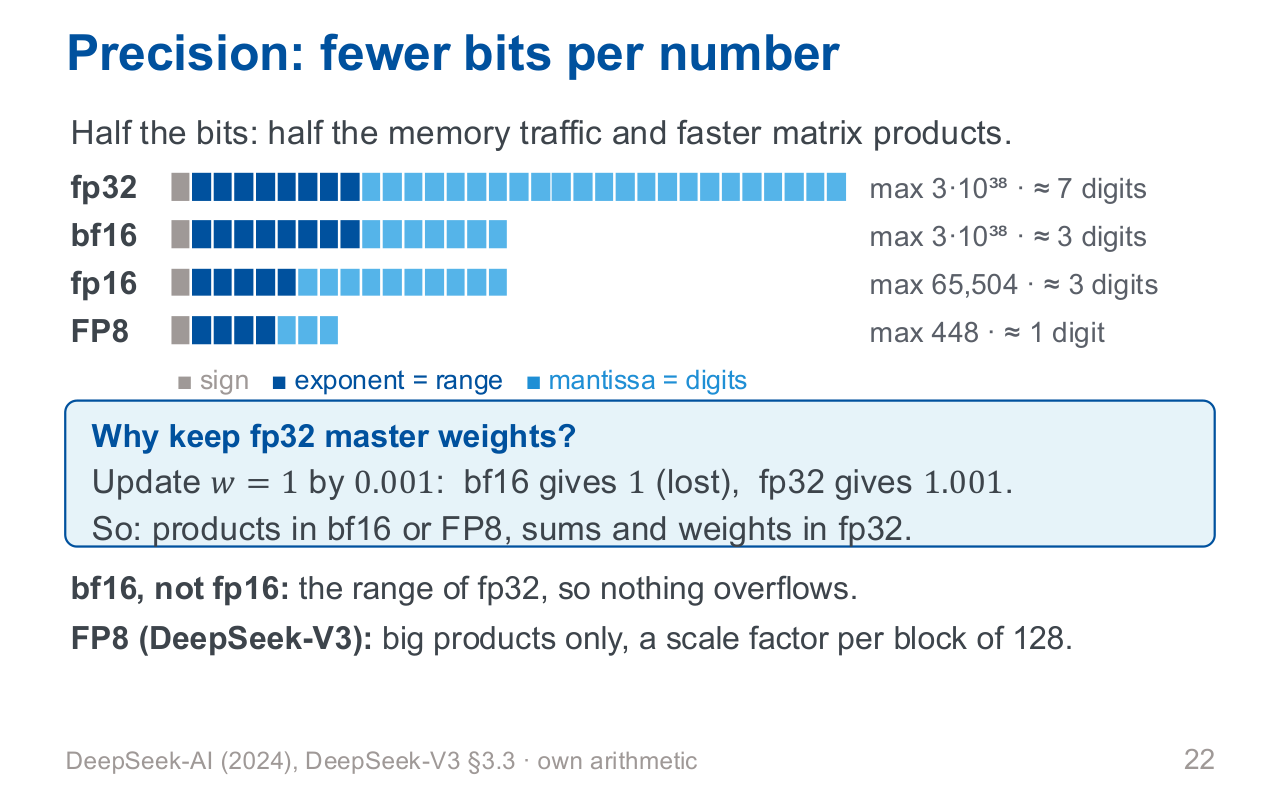 Precision: fewer bits per number
Half the bits: half the memory traffic and faster matrix products.
fp32 max 3·10³⁸ · ≈ 7 digits
bf16 max 3·10³⁸ · ≈ 3 digits
fp16 max 65,504 · ≈ 3 digits
FP8 max 448 · ≈ 1 digit
■ sign ■ exponent = range ■ mantissa = digits
Why keep fp32 master weights?
Update w = 1 by 0.001: bf16 gives 1 (lost), fp32 gives 1.001.
So: products in bf16 or FP8, sums and weights in fp32.
bf16, not fp16: the range of fp32, so nothing overflows.
FP8 (DeepSeek-V3): big products only, a scale factor per block of 128.
DeepSeek-AI (2024), DeepSeek-V3 §3.3 · own arithmetic 22